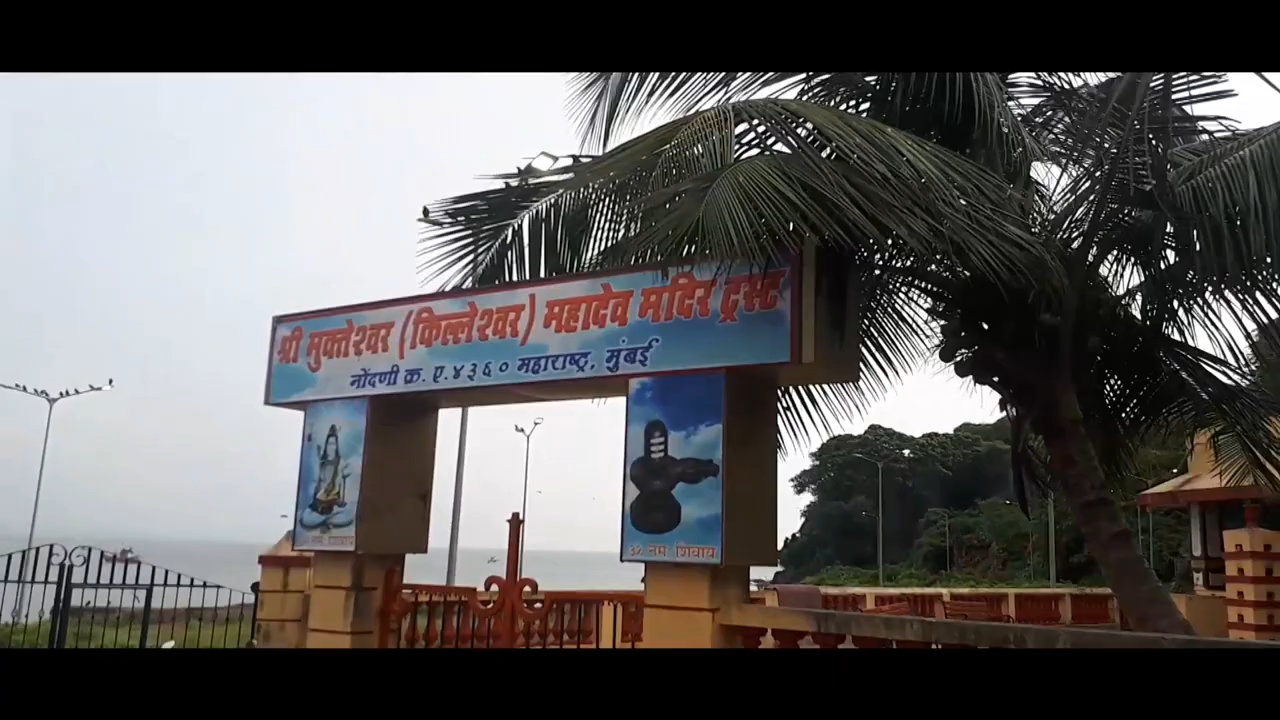 श्री मुक्तेश्वर (किल्लेश्वर) महादेव मंदिर ट्रस्ट
नोंदणी क्र. ए.४३६० महाराष्ट्र, मुंबई
ॐ नमः शिवाय